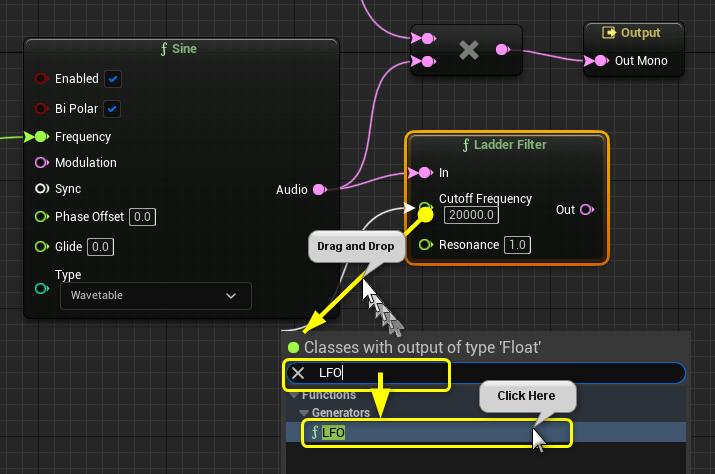 ƒ Sine
Enabled
Bi Polar
Frequency
Modulation
Sync
Phase Offset 0.0
Glide 0.0
Type
Wavetable
Audio
Output
Out Mono
ƒ Ladder Filter
In
Cutoff Frequency
20000.0
Resonance 1.0
Out
Drag and Drop
Classes with output of type 'Float'
LFO
Functions
Generators
ƒ LFO
Click Here